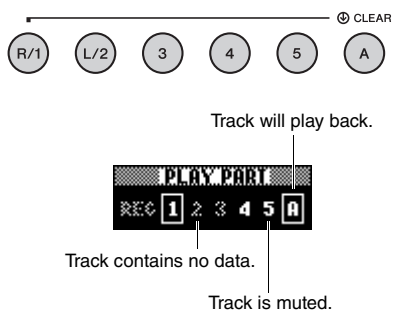 CLEAR
R/1 L/2 3 4 5 A
Track will play back.
PLAY PART
REC 1 2 3 4 5 A
Track contains no data.
Track is muted.